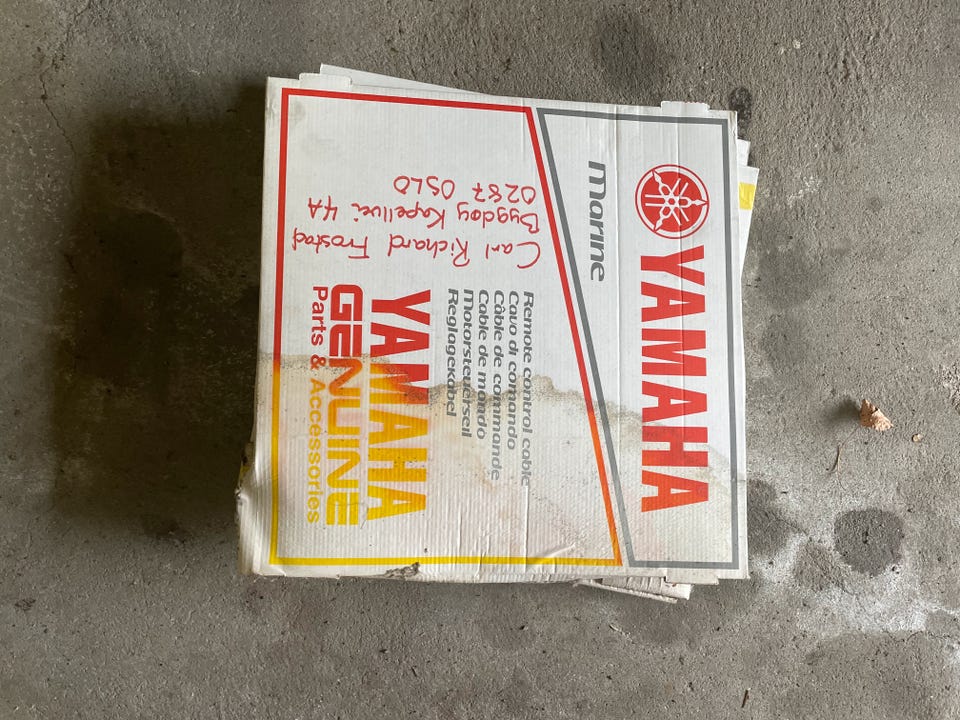 YAMAHA
Marine
Remote control cable
Cavo di comando
Câble de commande
Cable de mando
Motorsteuerseil
Reglagekabel
YAMAHA
GENUINE
Parts & Accessories
Carl Richard Frostad
Bygdøy Kapellvei 4A
0287 OSLO